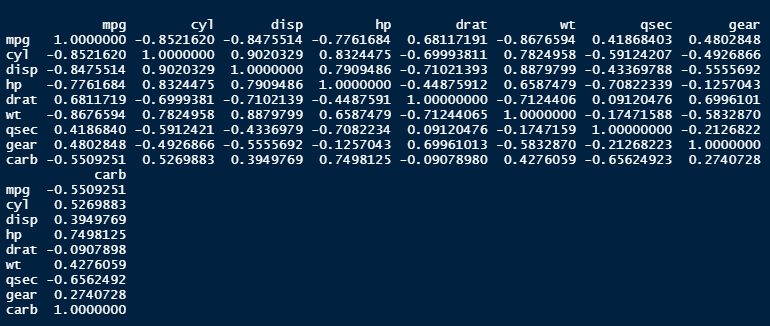 mpg cyl disp hp drat wt qsec gear
mpg 1.0000000 -0.8521620 -0.8475514 -0.7761684 0.68117191 -0.8676594 0.41868403 0.4802848
cyl -0.8521620 1.0000000 0.9020329 0.8324475 -0.69993811 0.7824958 -0.59124207 -0.4926866
disp -0.8475514 0.9020329 1.0000000 0.7909486 -0.71021393 0.8879799 -0.43369788 -0.5555692
hp -0.7761684 0.8324475 0.7909486 1.0000000 -0.44875912 0.6587479 -0.70822339 -0.1257043
drat 0.6811719 -0.6999381 -0.7102139 -0.4487591 1.00000000 -0.7124406 0.09120476 0.6996101
wt -0.8676594 0.7824958 0.8879799 0.6587479 -0.71244065 1.0000000 -0.17471588 -0.5832870
qsec 0.4186840 -0.5912421 -0.4336979 -0.7082234 0.09120476 -0.1747159 1.00000000 -0.2126822
gear 0.4802848 -0.4926866 -0.5555692 -0.1257043 0.69961013 -0.5832870 -0.21268223 1.0000000
carb -0.5509251 0.5269883 0.3949769 0.7498125 -0.09078980 0.4276059 -0.65624923 0.2740728
carb
mpg -0.5509251
cyl 0.5269883
disp 0.3949769
hp 0.7498125
drat -0.0907898
wt 0.4276059
qsec -0.6562492
gear 0.2740728
carb 1.0000000